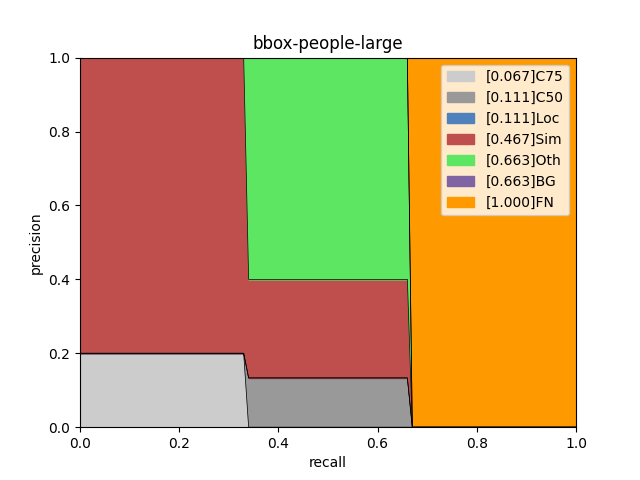 bbox-people-large
1.0
0.8
0.6
0.4
0.2
0.0
precision
[0.067]C75
[0.111]C50
[0.111]Loc
[0.467]Sim
[0.663]Oth
[0.663]BG
[1.000]FN
0.0 0.2 0.4 0.6 0.8 1.0
recall